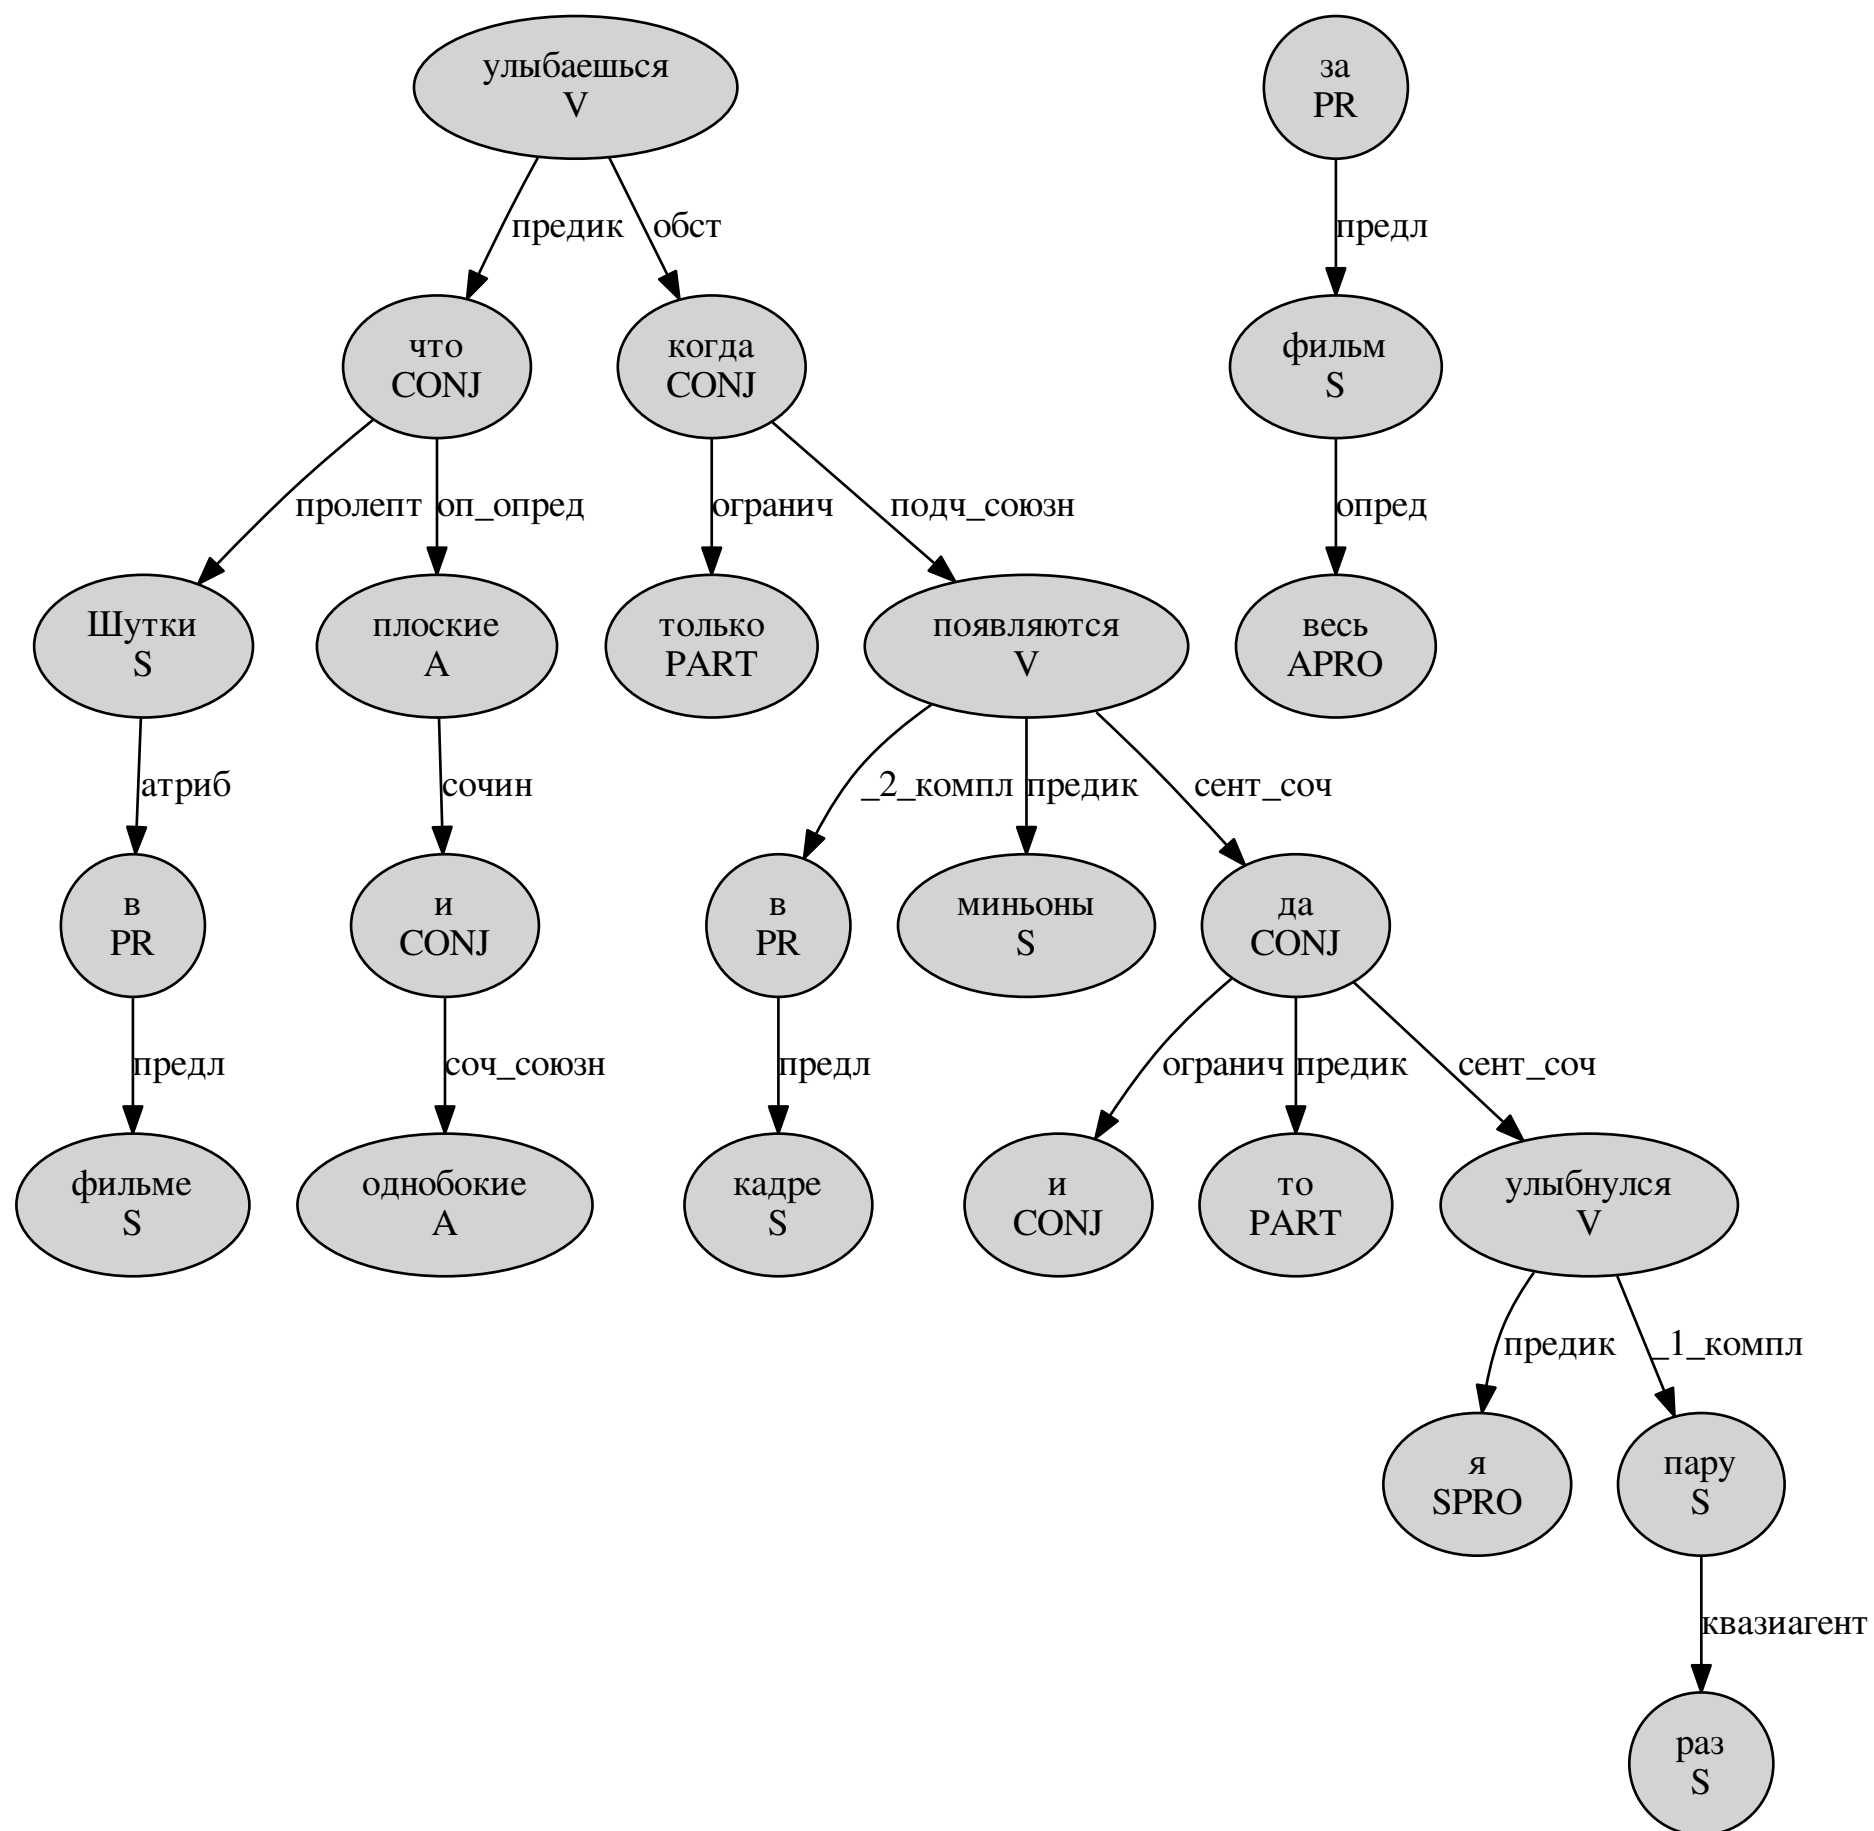 улыбаешься
V
за
PR
предик
обст
предл
что
CONJ
когда
CONJ
фильм
S
пролепт
оп_опред
огранич
подч_союзн
опред
Шутки
S
плоские
A
только
PART
появляются
V
весь
APRO
атриб
сочин
_2_компл
предик
сент_соч
в
PR
и
CONJ
в
PR
миньоны
S
да
CONJ
предл
соч_союзн
предл
огранич
предик
сент_соч
фильме
S
однобокие
A
кадре
S
и
CONJ
то
PART
улыбнулся
V
предик
_1_компл
я
SPRO
пару
S
квазиагент
раз
S